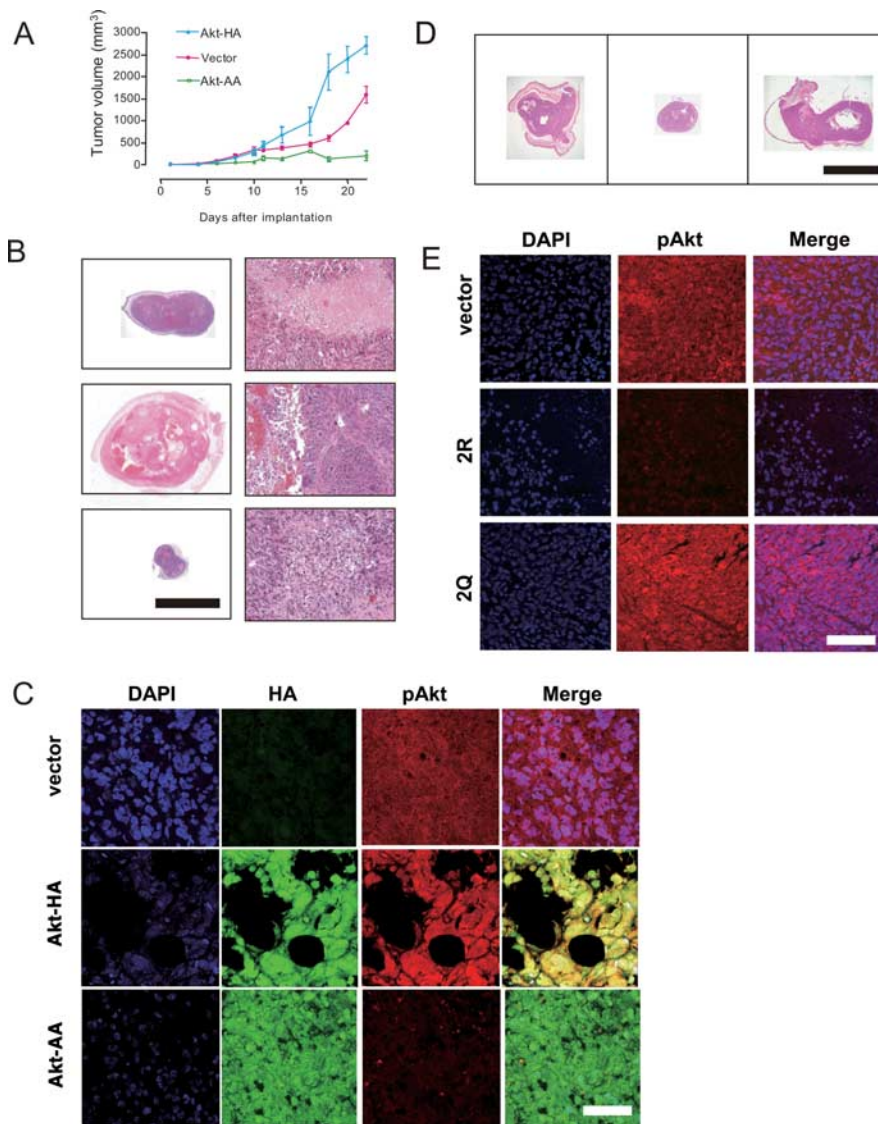 A
Tumor volume (mm3)
3000
2500
2000
1500
1000
500
0
Akt-HA
Vector
Akt-AA
0 5 10 15 20
Days after implantation
B
C
DAPI HA pAkt Merge
vector
Akt-HA
Akt-AA
D
E
DAPI pAkt Merge
vector
2R
2Q